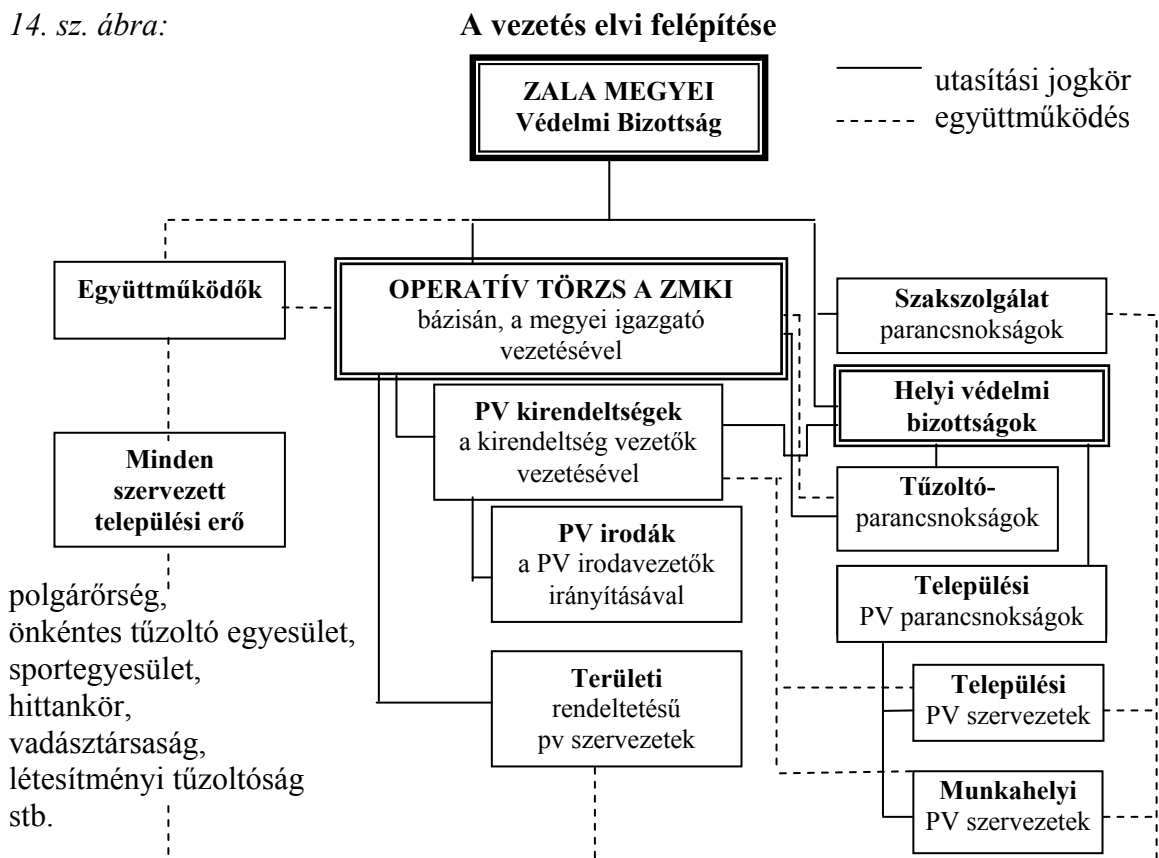 14. sz. ábra:
A vezetés elvi felépítése
ZALA MEGYEI
Védelmi Bizottság
utasítási jogkör
együttműködés
Együttműködők
OPERATÍV TÖRZS A ZMKI
bázisán, a megyei igazgató
vezetésével
Szakszolgálat
parancsnokságok
PV kirendeltségek
a kirendeltség vezetők
vezetésével
Helyi védelmi
bizottságok
Minden
szervezett
települési erő
Tűzoltó-
parancsnokságok
PV irodák
a PV irodavezetők
irányításával
Települési
PV parancsnokságok
polgárőrség,
önkéntes tűzoltó egyesület,
sportegyesület,
hittankör,
vadásztársaság,
létesítményi tűzoltóság
stb.
Területi
rendeltetésű
pv szervezetek
Települési
PV szervezetek
Munkahelyi
PV szervezetek